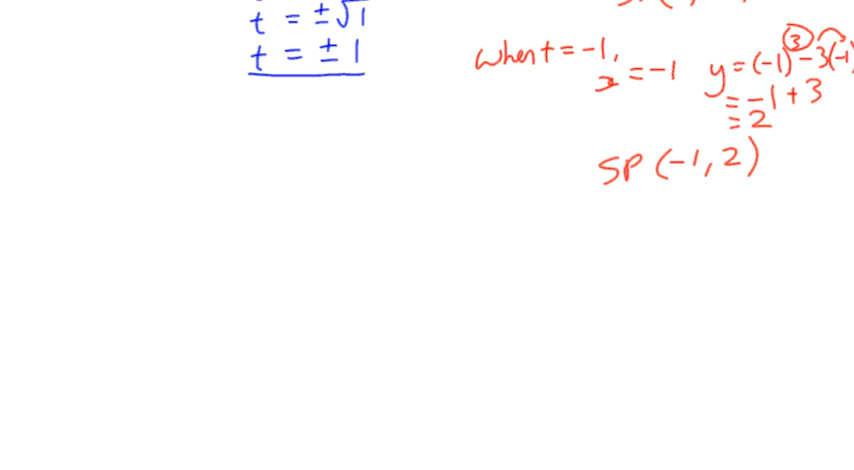 t = ±√1
t = ± 1
when t = -1,
x = -1
y = (-1)³ - 3(-1)
= -1 + 3
= 2
SP (-1, 2)